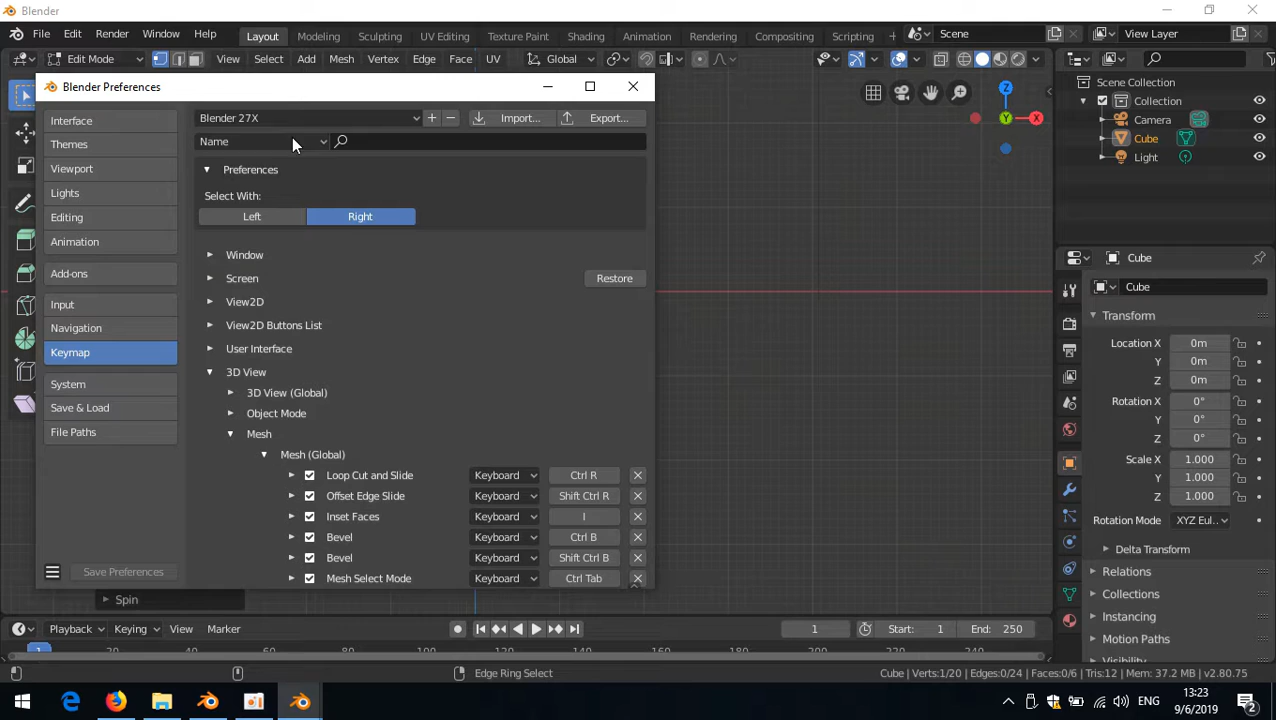 Blender
File Edit Render Window Help Layout Modeling Sculpting UV Editing Texture Paint Shading Animation Rendering Compositing Scripting + Scene View Layer
Edit Mode View Select Add Mesh Vertex Edge Face UV Global
Blender Preferences
Interface
Themes
Viewport
Lights
Editing
Animation
Add-ons
Input
Navigation
Keymap
System
Save & Load
File Paths
Save Preferences
Blender 27X Import... Export...
Name
Preferences
Select With:
Left Right
Window
Screen Restore
View2D
View2D Buttons List
User Interface
3D View
3D View (Global)
Object Mode
Mesh
Mesh (Global)
Loop Cut and Slide Keyboard Ctrl R
Offset Edge Slide Keyboard Shift Ctrl R
Inset Faces Keyboard I
Bevel Keyboard Ctrl B
Bevel Keyboard Shift Ctrl B
Mesh Select Mode Keyboard Ctrl Tab
Z
Y X
Scene Collection
Collection
Camera
Cube
Light
Cube
Cube
Transform
Location X 0m
Y 0m
Z 0m
Rotation X 0°
Y 0°
Z 0°
Scale X 1.000
Y 1.000
Z 1.000
Rotation Mode XYZ Eul..
Delta Transform
Relations
Collections
Instancing
Motion Paths
Visibility
Spin
Playback Keying View Marker 1 Start: 1 End: 250
1 20 40 60 80 100 120 140 160 180 200 220 240
Edge Ring Select Cube | Verts:1/20 | Edges:0/24 | Faces:0/6 | Tris:12 | Mem: 37.2 MB | v2.80.75
ENG 13:23
9/6/2019 2